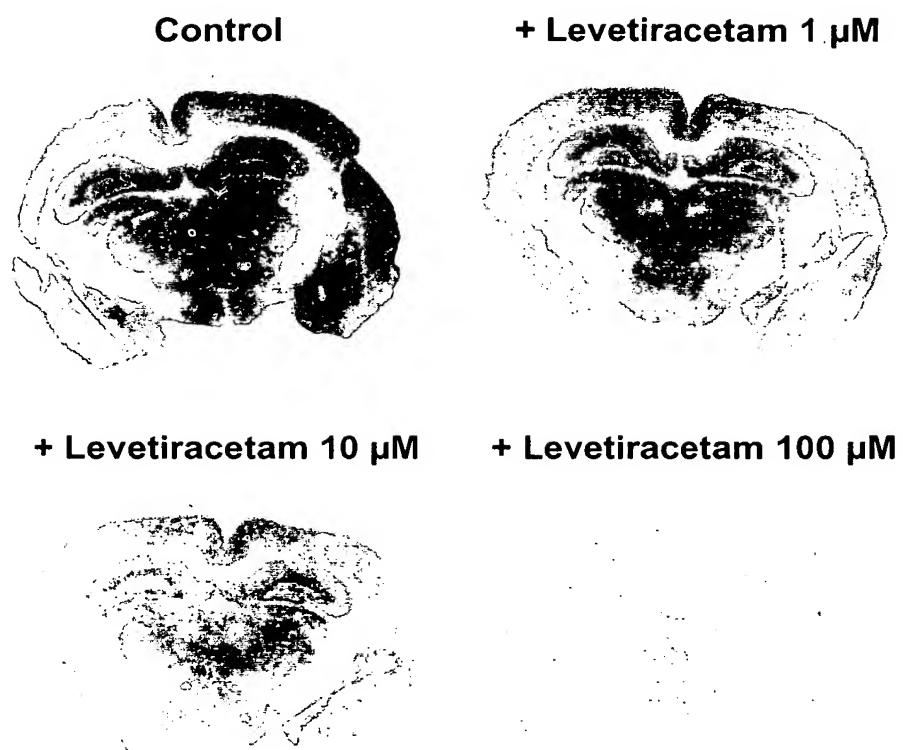 Control
+ Levetiracetam 1 µM
+ Levetiracetam 10 µM
+ Levetiracetam 100 µM